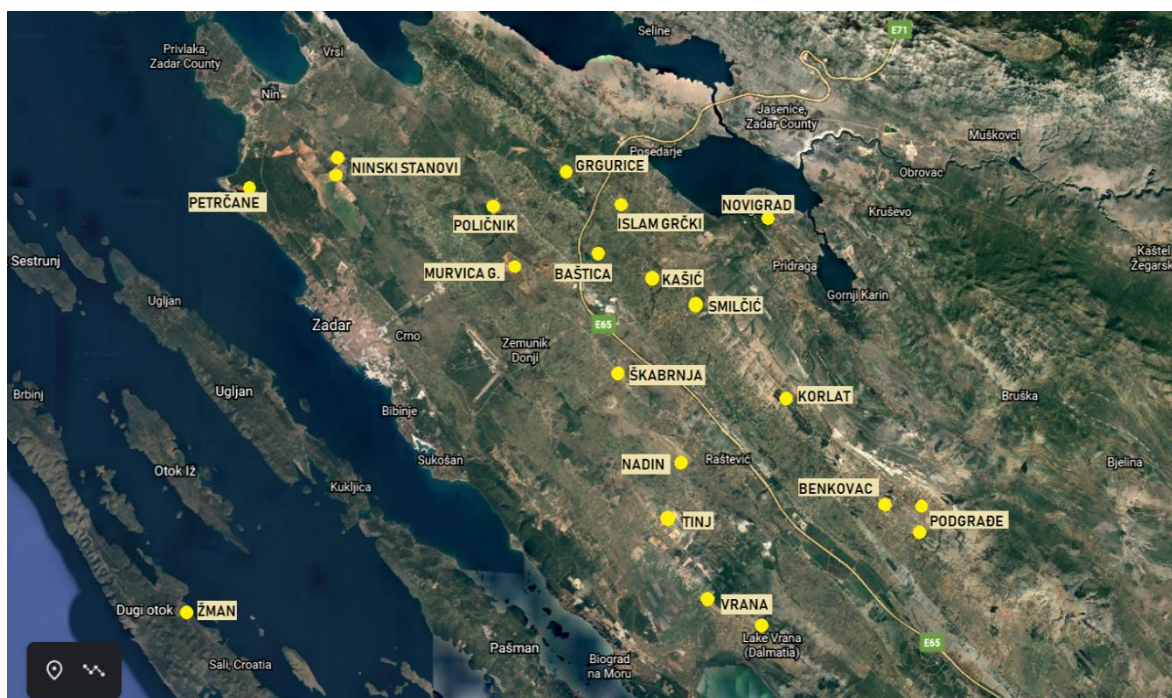 Seline
E71
Privlaka,
Zadar County
Vrsi
Nin
Jasenice,
Zadar County
Muškovci
Posedarje
NINSKI STANOVI
GRGURICE
Obrovac
PETRČANE
POLIČNIK
ISLAM GRČKI
NOVIGRAD
Kruševo
Kaštel
Žegarsk
Sestrunj
MURVICA G.
BAŠTICA
KAŠIĆ
Pridraga
Ugljan
Gornji Karin
SMILČIĆ
Zadar
Crno
E65
Zemunik
Donji
ŠKABRNJA
Brbinj
Ugljan
KORLAT
Bruška
Bibinje
Sukošan
NADIN
Raštević
Bjelina
Otok Iž
Kukljica
BENKOVAC
PODGRAĐE
TINJ
Dugi otok
ŽMAN
VRANA
Lake Vrana
(Dalmatia)
E65
Pašman
Sali, Croatia
Biograd
na Moru